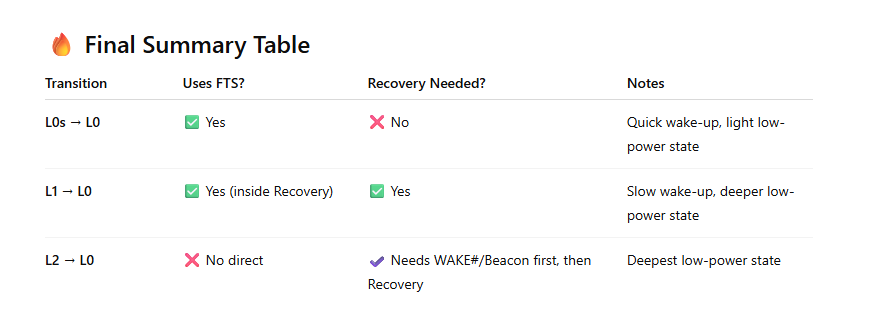 🔥 Final Summary Table
Transition Uses FTS? Recovery Needed? Notes
L0s → L0 ✅ Yes ❌ No Quick wake-up, light low-
power state
L1 → L0 ✅ Yes (inside Recovery) ✅ Yes Slow wake-up, deeper low-
power state
L2 → L0 ❌ No direct ✔ Needs WAKE#/Beacon first, then Deepest low-power state
Recovery